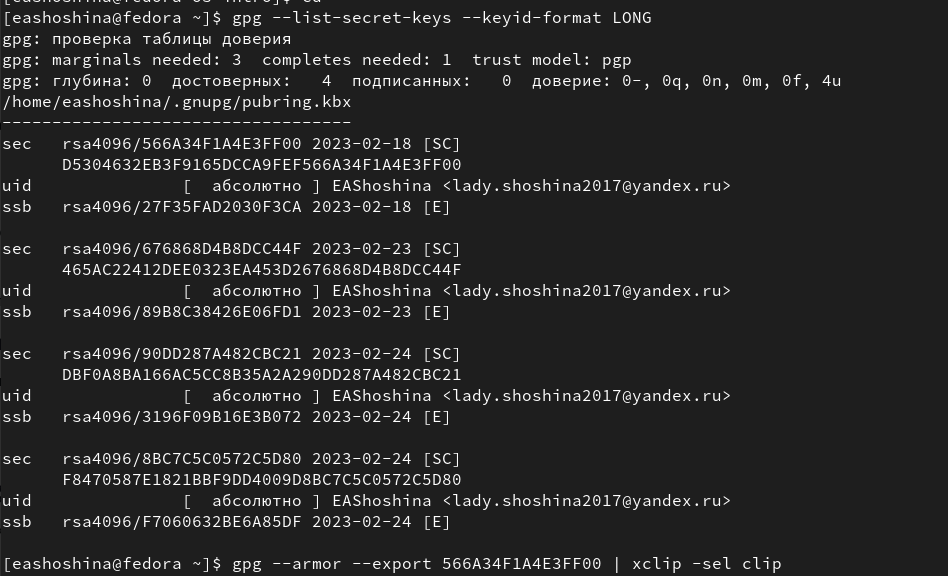 [eashoshina@fedora ~]$ gpg --list-secret-keys --keyid-format LONG
gpg: проверка таблицы доверия
gpg: marginals needed: 3  completes needed: 1  trust model: pgp
gpg: глубина: 0  достоверных:   4  подписанных:   0  доверие: 0-, 0q, 0n, 0m, 0f, 4u
/home/eashoshina/.gnupg/pubring.kbx
-----------------------------------
sec   rsa4096/566A34F1A4E3FF00 2023-02-18 [SC]
      D5304632EB3F9165DCCA9FEF566A34F1A4E3FF00
uid               [  абсолютно ] EAShoshina <lady.shoshina2017@yandex.ru>
ssb   rsa4096/27F35FAD2030F3CA 2023-02-18 [E]

sec   rsa4096/676868D4B8DCC44F 2023-02-23 [SC]
      465AC22412DEE0323EA453D2676868D4B8DCC44F
uid               [  абсолютно ] EAShoshina <lady.shoshina2017@yandex.ru>
ssb   rsa4096/89B8C38426E06FD1 2023-02-23 [E]

sec   rsa4096/90DD287A482CBC21 2023-02-24 [SC]
      DBF0A8BA166AC5CC8B35A2A290DD287A482CBC21
uid               [  абсолютно ] EAShoshina <lady.shoshina2017@yandex.ru>
ssb   rsa4096/3196F09B16E3B072 2023-02-24 [E]

sec   rsa4096/8BC7C5C0572C5D80 2023-02-24 [SC]
      F8470587E1821BBF9DD4009D8BC7C5C0572C5D80
uid               [  абсолютно ] EAShoshina <lady.shoshina2017@yandex.ru>
ssb   rsa4096/F7060632BE6A85DF 2023-02-24 [E]

[eashoshina@fedora ~]$ gpg --armor --export 566A34F1A4E3FF00 | xclip -sel clip